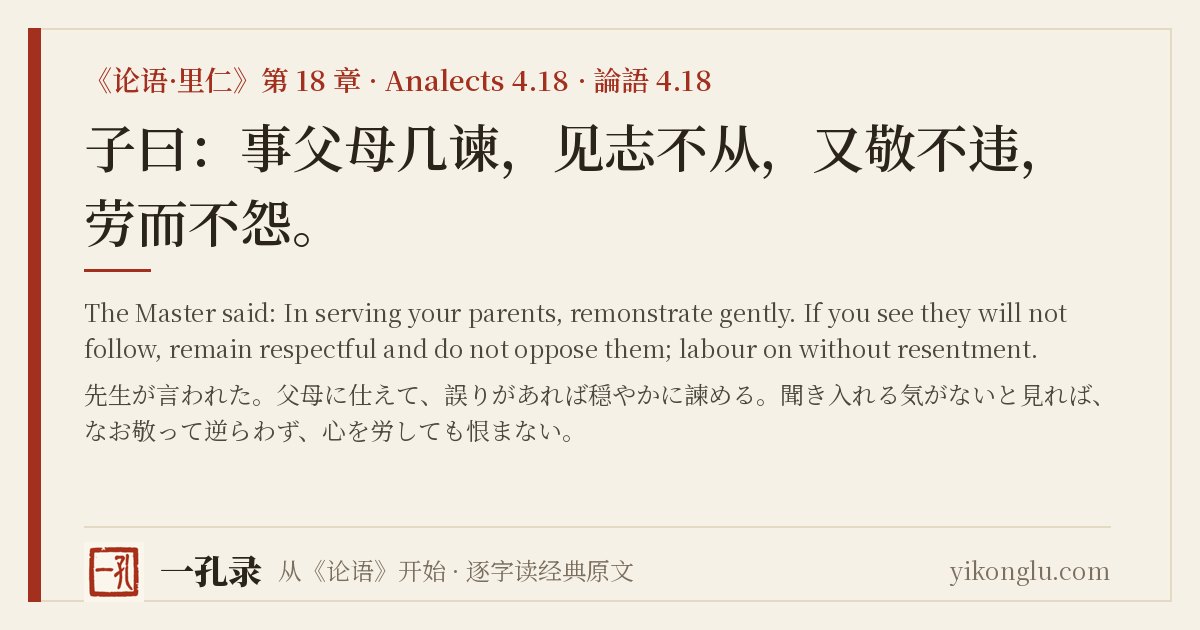 《论语·里仁》第 18 章 · Analects 4.18 · 論語 4.18
子曰：事父母几谏，见志不从，又敬不违，
劳而不怨。
The Master said: In serving your parents, remonstrate gently. If you see they will not
follow, remain respectful and do not oppose them; labour on without resentment.
先生が言われた。父母に仕えて、誤りがあれば穏やかに諫める。聞き入れる気がないと見れば、
なお敬って逆らわず、心を労しても恨まない。
一孔
一孔录 从《论语》开始 · 逐字读经典原文 yikonglu.com